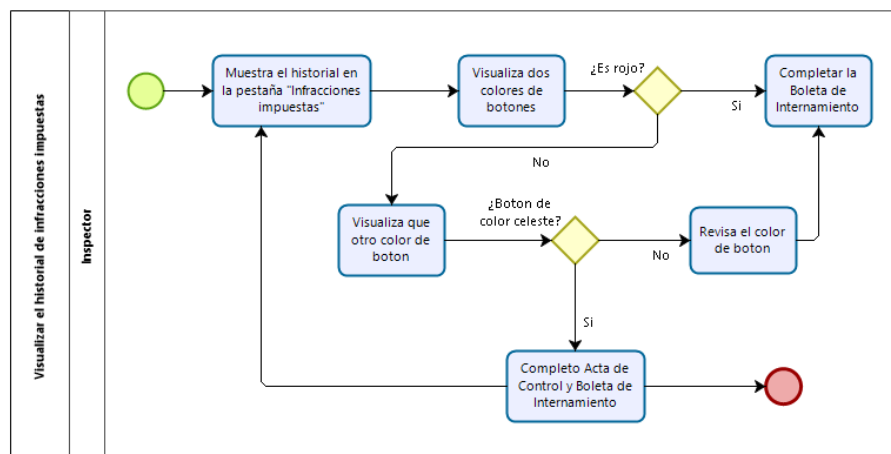 Visualizar el historial de infracciones impuestas
Inspector
Muestra el historial en
la pestaña "Infracciones
impuestas"
Visualiza dos
colores de
botones
¿Es rojo?
Si
Completar la
Boleta de
Internamiento
No
Visualiza que
otro color de
boton
¿Boton de
color celeste?
No
Revisa el color
de boton
Si
Completo Acta de
Control y Boleta de
Internamiento